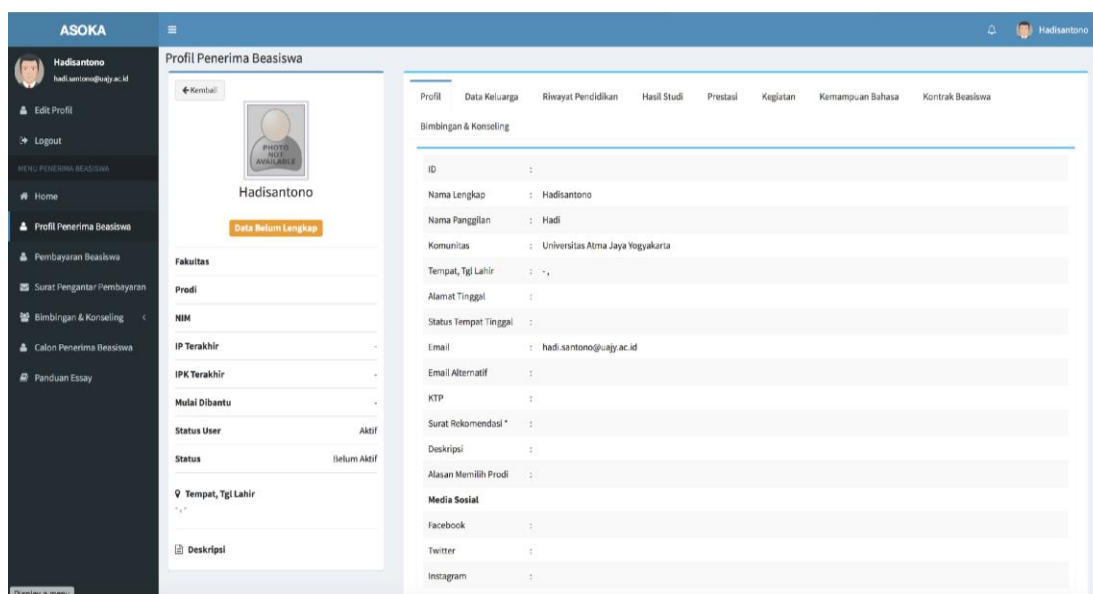 ASOKA
Hadisantono
Hadisantono
hadi.santono@uajy.ac.id
Edit Profil
Logout
MENU PENERIMA BEASISWA
Home
Profil Penerima Beasiswa
Pembayaran Beasiswa
Surat Pengantar Pembayaran
Bimbingan & Konseling
Calon Penerima Beasiswa
Panduan Essay
Display a menu
Profil Penerima Beasiswa
Kembali
PHOTO
NOT
AVAILABLE
Hadisantono
Data Belum Lengkap
Fakultas
Prodi
NIM
IP Terakhir -
IPK Terakhir -
Mulai Dibantu -
Status User Aktif
Status Belum Aktif
Tempat, Tgl Lahir
- , -
Deskripsi
Profil Data Keluarga Riwayat Pendidikan Hasil Studi Prestasi Kegiatan Kemampuan Bahasa Kontrak Beasiswa
Bimbingan & Konseling
ID :
Nama Lengkap : Hadisantono
Nama Panggilan : Hadi
Komunitas : Universitas Atma Jaya Yogyakarta
Tempat, Tgl Lahir : - ,
Alamat Tinggal :
Status Tempat Tinggal :
Email : hadi.santono@uajy.ac.id
Email Alternatif :
KTP :
Surat Rekomendasi * :
Deskripsi :
Alasan Memilih Prodi :
Media Sosial
Facebook :
Twitter :
Instagram :